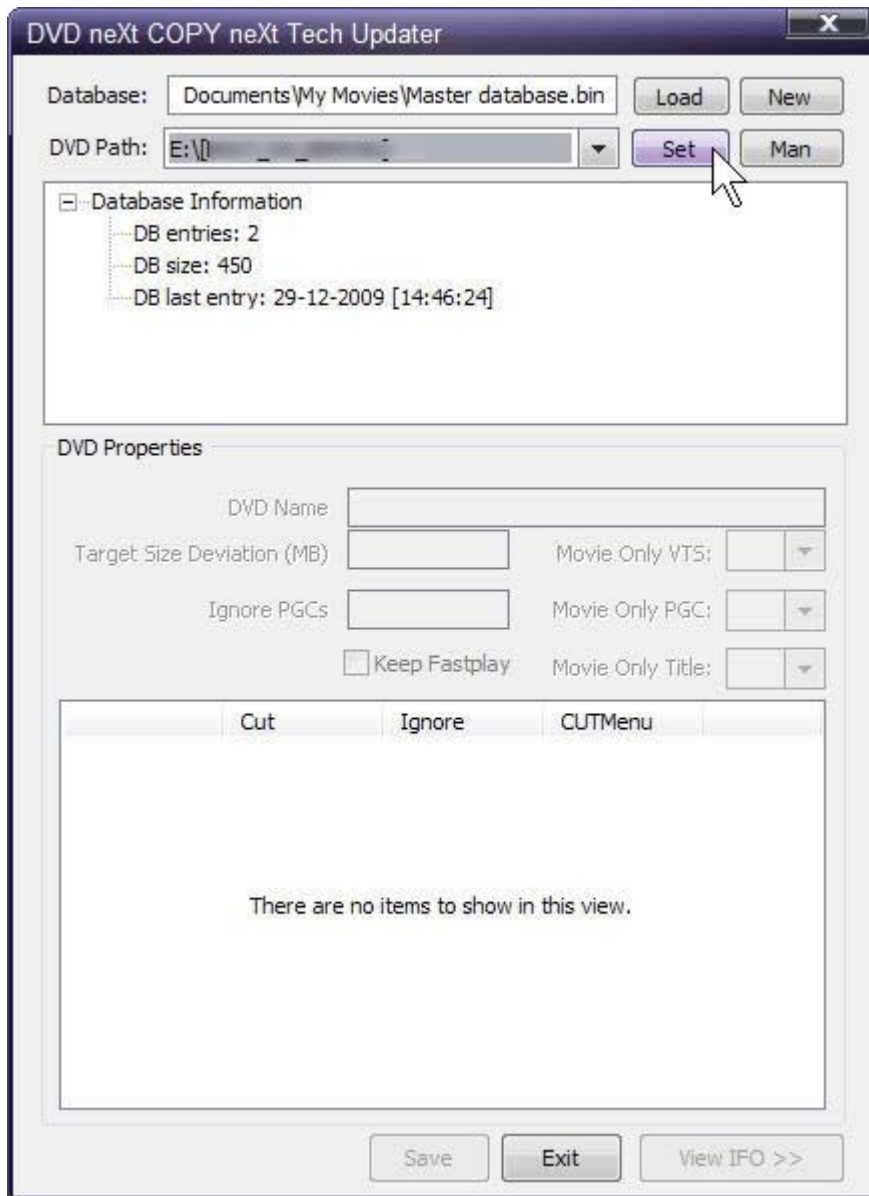 DVD neXt COPY neXt Tech Updater
X
Database: Documents\My Movies\Master database.bin Load New
DVD Path: E:\[ Set Man
Database Information
DB entries: 2
DB size: 450
DB last entry: 29-12-2009 [14:46:24]
DVD Properties
DVD Name
Target Size Deviation (MB) Movie Only VTS:
Ignore PGCs Movie Only PGC:
Keep Fastplay Movie Only Title:
Cut Ignore CUTMenu
There are no items to show in this view.
Save Exit View IFO >>